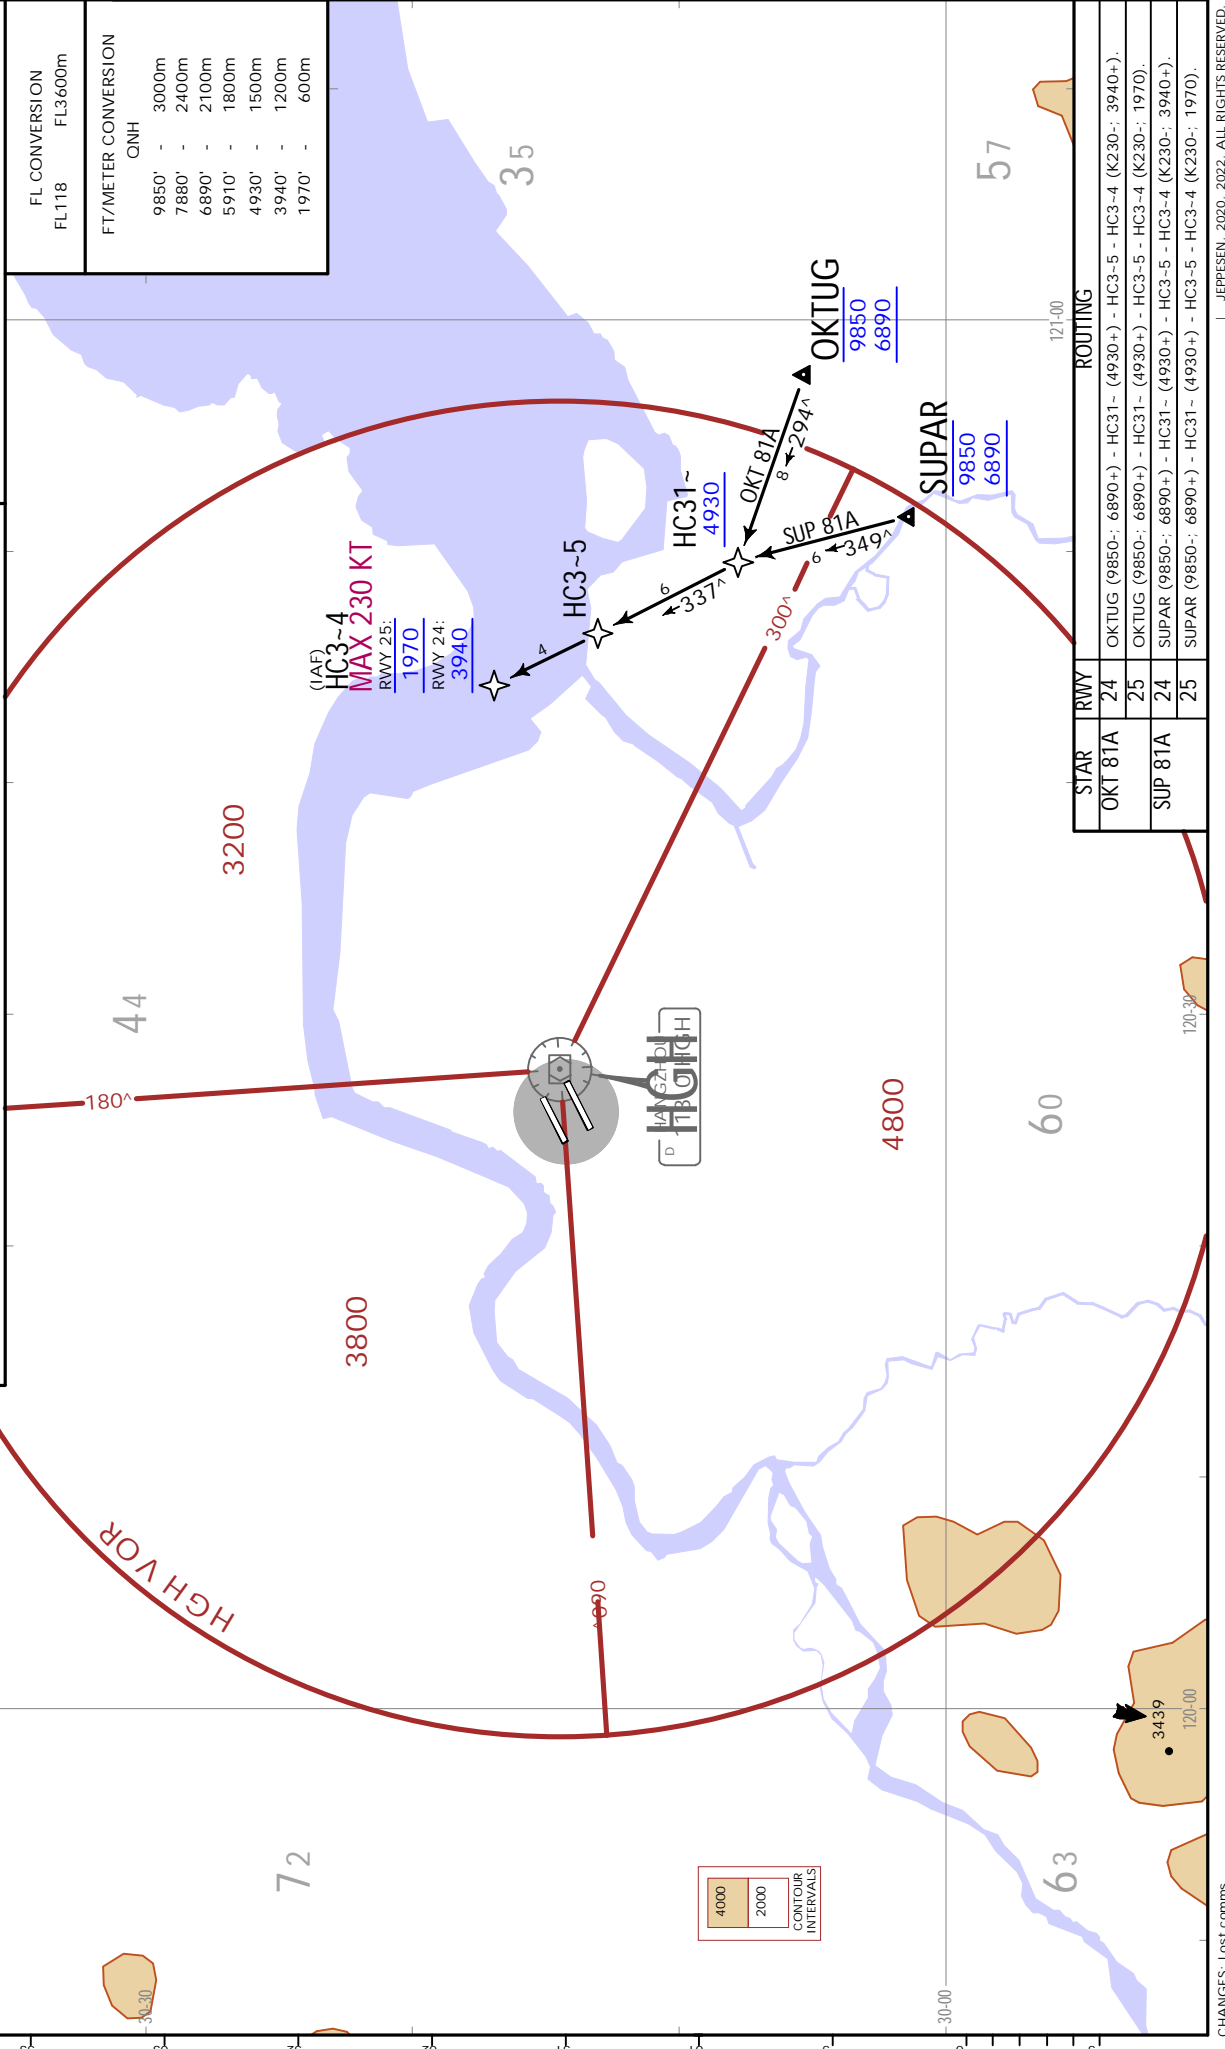 FL CONVERSION
FL118 FL3600m
FT/METER CONVERSION
QNH
9850' - 3000m
7880' - 2400m
6890' - 2100m
5910' - 1800m
4930' - 1500m
3940' - 1200m
1970' - 600m
35
57
44
60
72
63
3200
3800
4800
HGH VOR
180^
090^
300^
(IAF)
HC3~4
MAX 230 KT
RWY 25:
1970
RWY 24:
3940
4
HC3~5
6
337^
HC31~
4930
OKT 81A
8
294^
OKTUG
9850
6890
SUP 81A
6
349^
SUPAR
9850
6890
D
HANGZHOU
HGH
3439
4000
2000
CONTOUR
INTERVALS
30-30
30-00
120-00
120-30
121-00
STAR RWY ROUTING
OKT 81A 24 OKTUG (9850-; 6890+) - HC31~ (4930+) - HC3~5 - HC3~4 (K230-; 3940+).
25 OKTUG (9850-; 6890+) - HC31~ (4930+) - HC3~5 - HC3~4 (K230-; 1970).
SUP 81A 24 SUPAR (9850-; 6890+) - HC31~ (4930+) - HC3~5 - HC3~4 (K230-; 3940+).
25 SUPAR (9850-; 6890+) - HC31~ (4930+) - HC3~5 - HC3~4 (K230-; 1970).
CHANGES: Lost comms.
JEPPESEN, 2020, 2022. ALL RIGHTS RESERVED.